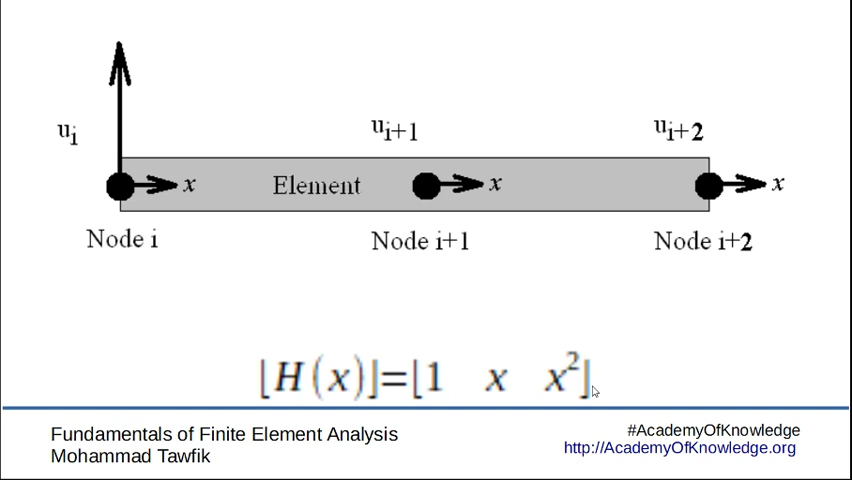 uᵢ
uᵢ₊₁
uᵢ₊₂
x
Element
x
x
Node i
Node i+1
Node i+2
⌊H(x)⌋=⌊1 x x²⌋
Fundamentals of Finite Element Analysis
Mohammad Tawfik
#AcademyOfKnowledge
http://AcademyOfKnowledge.org